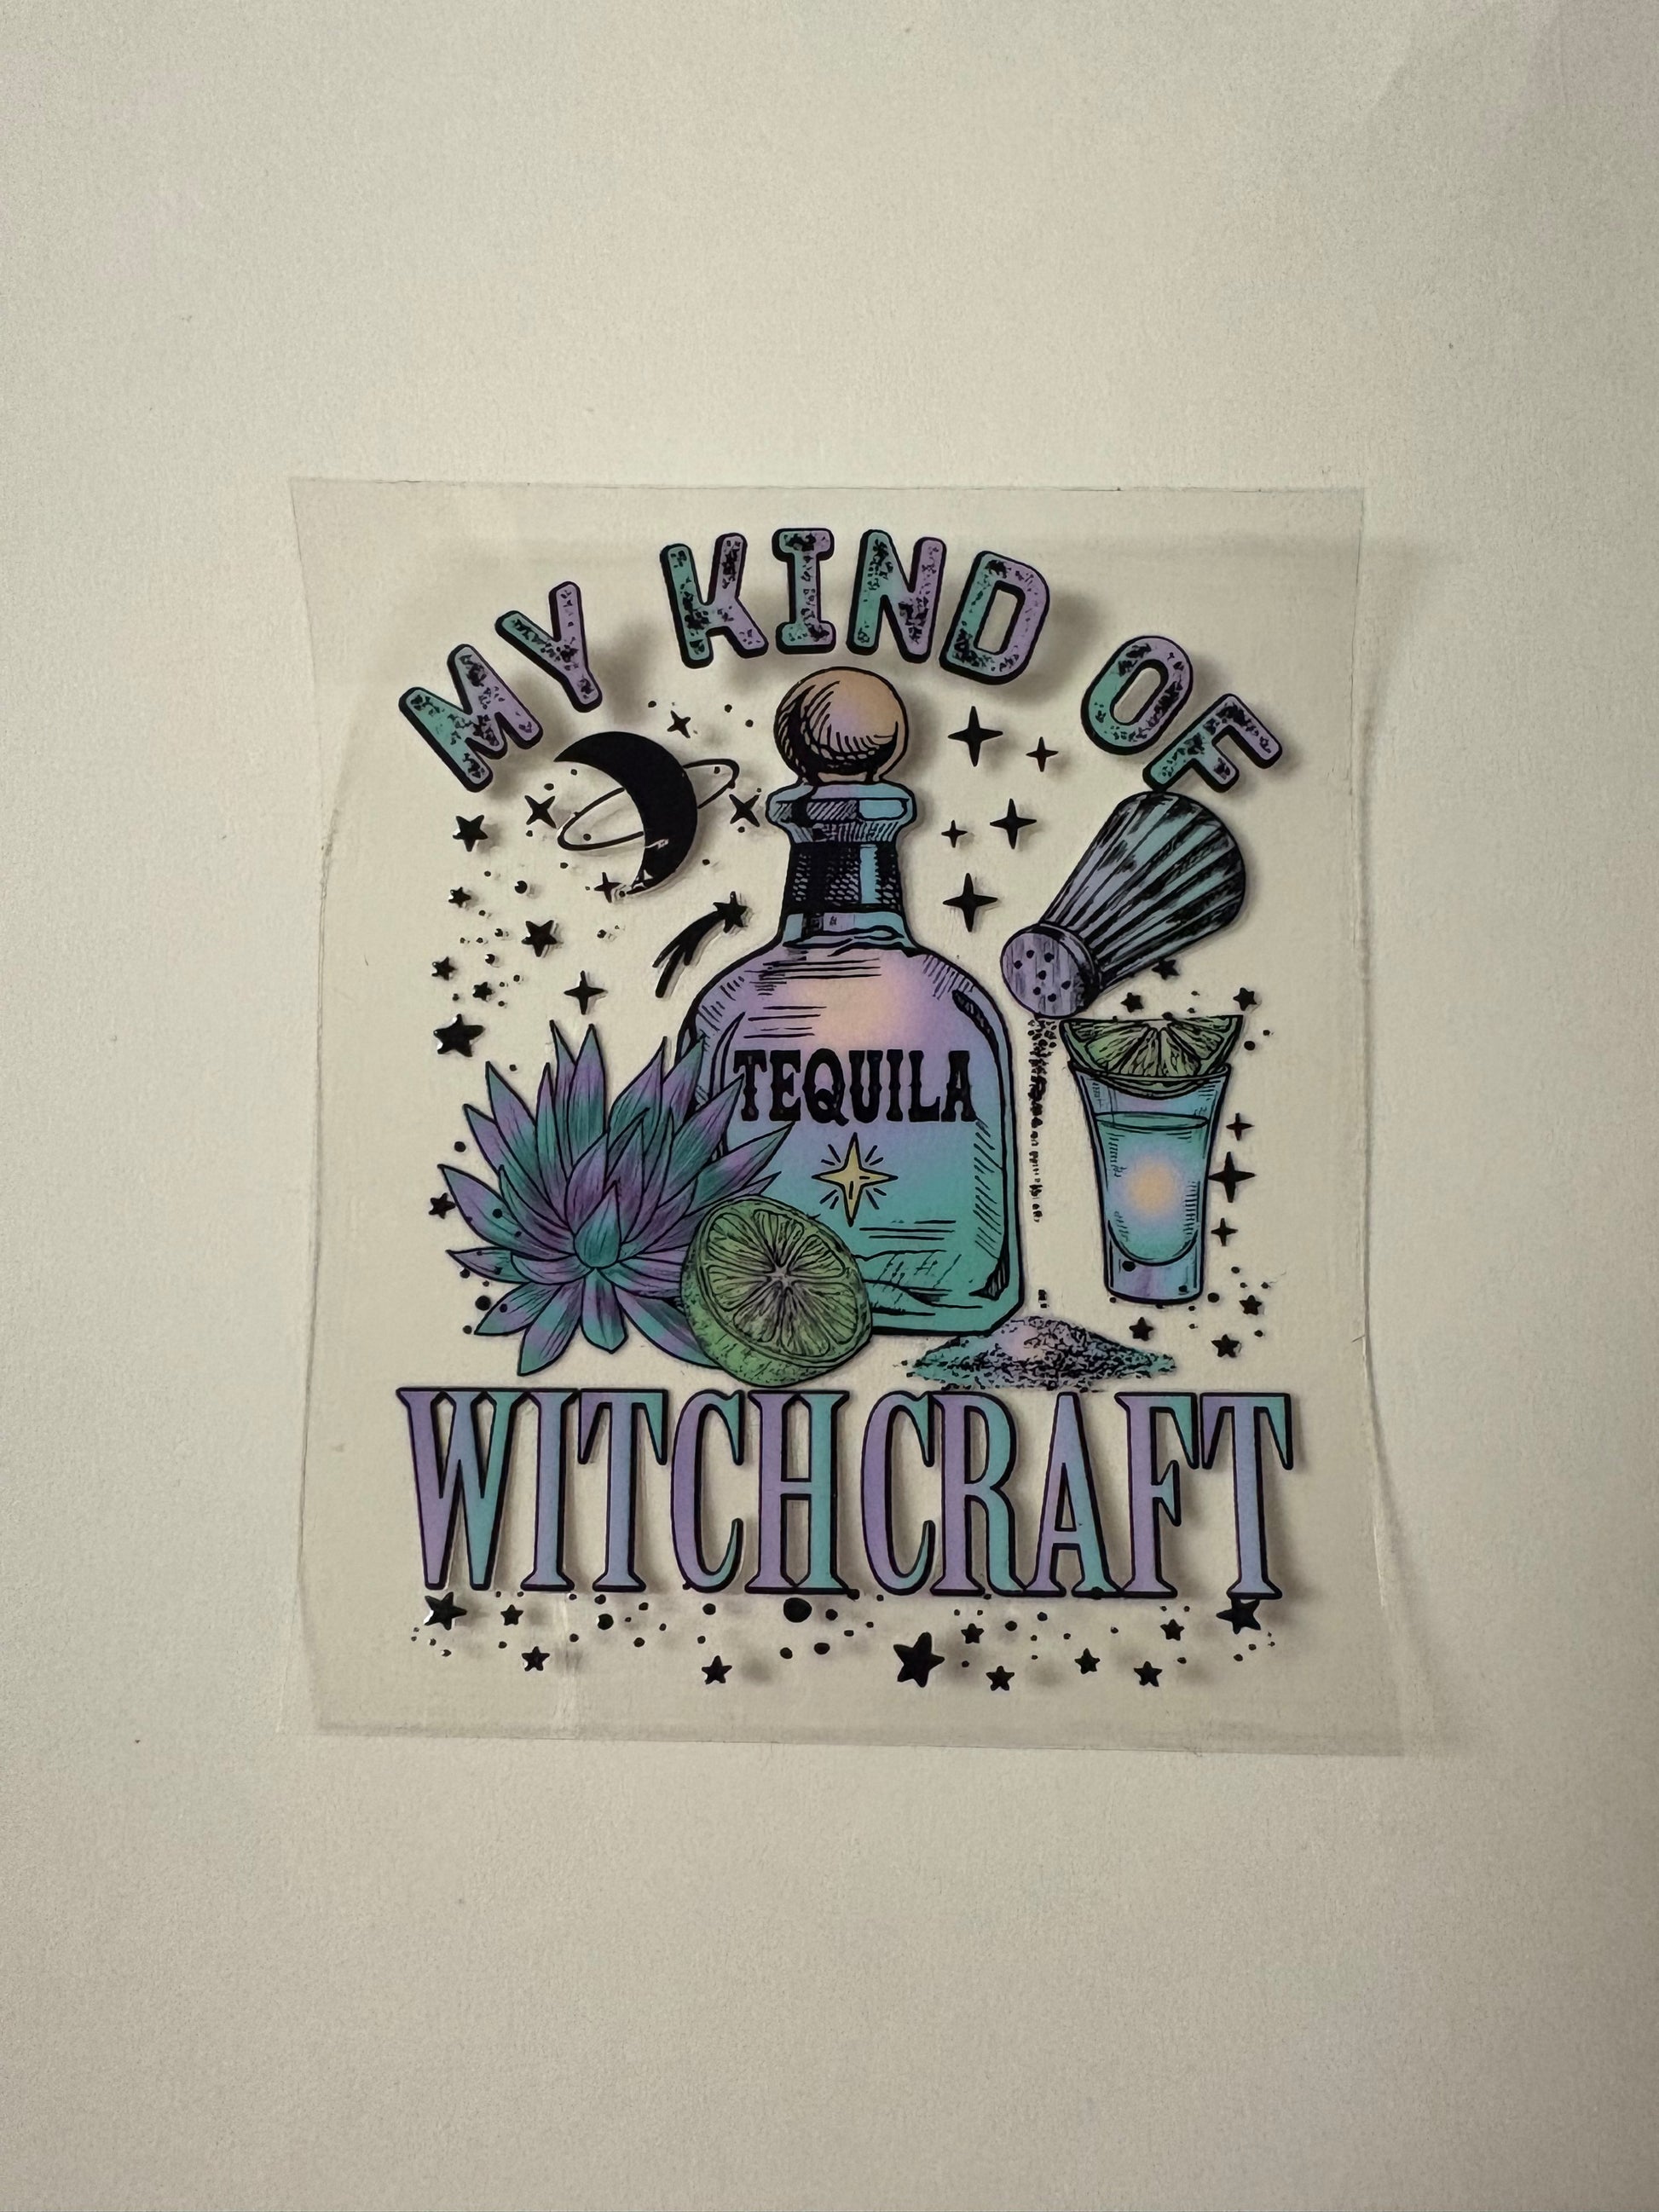 MY KIND OF
TEQUILA
WITCHCRAFT